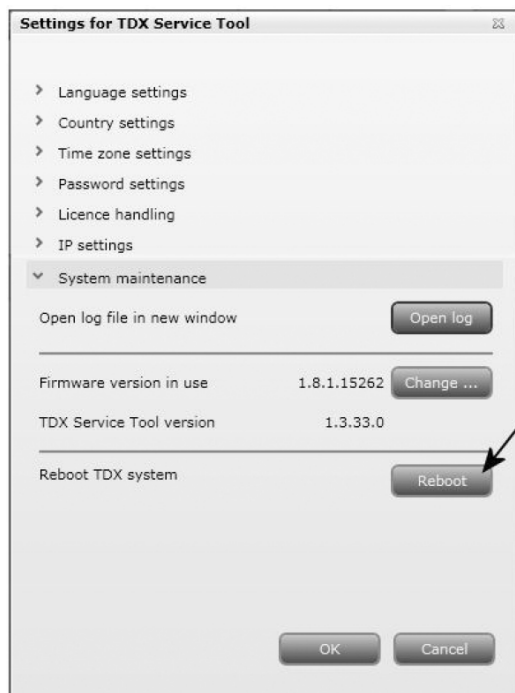 Settings for TDX Service Tool
Language settings
Country settings
Time zone settings
Password settings
Licence handling
IP settings
System maintenance
Open log file in new window Open log
Firmware version in use 1.8.1.15262 Change ...
TDX Service Tool version 1.3.33.0
Reboot TDX system Reboot
OK Cancel